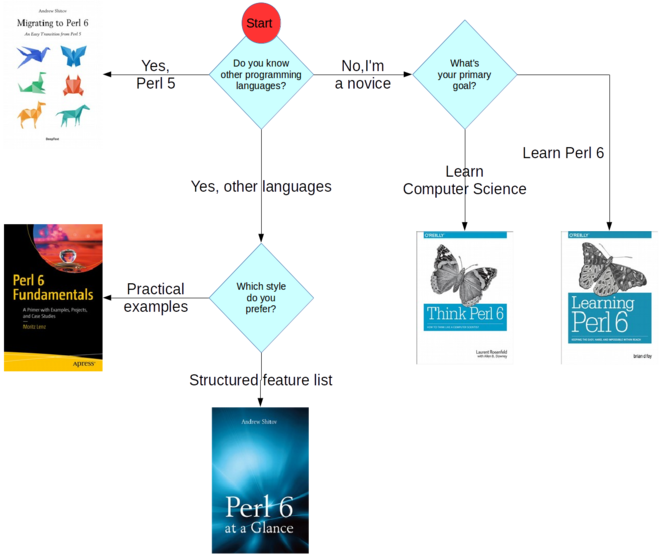 Andrew Shitov
Migrating to Perl 6
An Easy Transition from Perl 5
Start
Do you know
other programming
languages?
Yes,
Perl 5
No,I'm
a novice
What's
your primary
goal?
Learn Perl 6
Learn
Computer Science
Yes, other languages
O'REILLY
Think Perl 6
Laurent Rosenfeld
with Allen B. Downey
O'REILLY
Learning
Perl 6
brian d foy
Perl 6
Fundamentals
A Primer with Examples, Projects,
and Case Studies
Moritz Lenz
Apress
Practical
examples
Which style
do you
prefer?
Structured feature list
Andrew Shitov
Perl 6
at a Glance